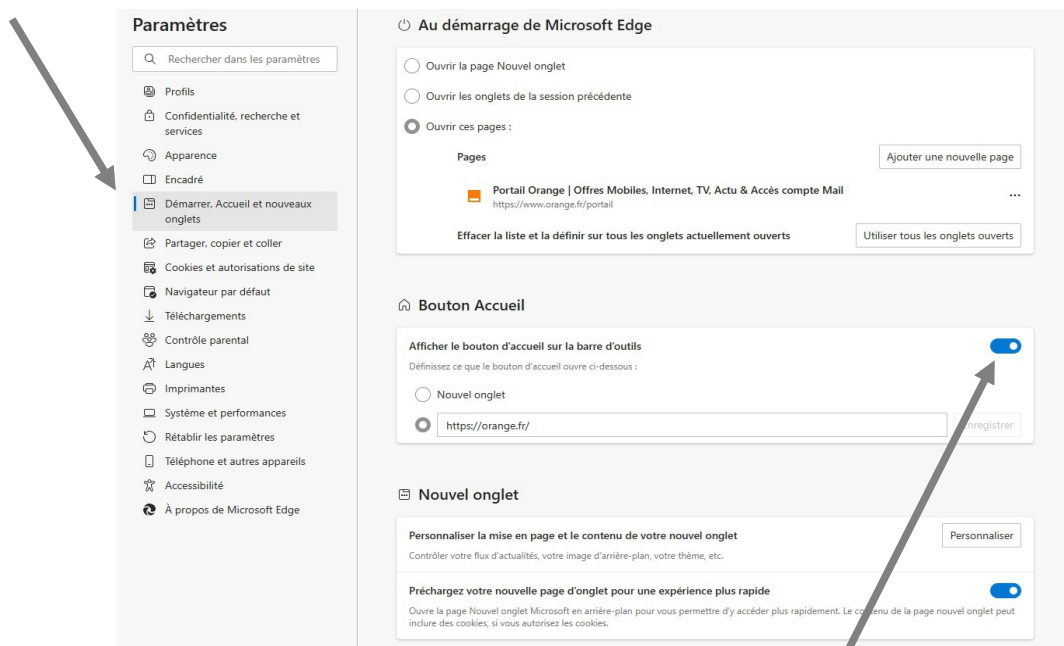 Paramètres
Rechercher dans les paramètres
Profils
Confidentialité, recherche et
services
Apparence
Encadré
Démarrer, Accueil et nouveaux
onglets
Partager, copier et coller
Cookies et autorisations de site
Navigateur par défaut
Téléchargements
Contrôle parental
Langues
Imprimantes
Système et performances
Rétablir les paramètres
Téléphone et autres appareils
Accessibilité
À propos de Microsoft Edge
Au démarrage de Microsoft Edge
Ouvrir la page Nouvel onglet
Ouvrir les onglets de la session précédente
Ouvrir ces pages :
Pages
Ajouter une nouvelle page
Portail Orange | Offres Mobiles, Internet, TV, Actu & Accès compte Mail
https://www.orange.fr/portail
Effacer la liste et la définir sur tous les onglets actuellement ouverts
Utiliser tous les onglets ouverts
Bouton Accueil
Afficher le bouton d'accueil sur la barre d'outils
Définissez ce que le bouton d'accueil ouvre ci-dessous :
Nouvel onglet
https://orange.fr/
Enregistrer
Nouvel onglet
Personnaliser la mise en page et le contenu de votre nouvel onglet
Personnaliser
Contrôler votre flux d'actualités, votre image d'arrière-plan, votre thème, etc.
Préchargez votre nouvelle page d'onglet pour une expérience plus rapide
Ouvre la page Nouvel onglet Microsoft en arrière-plan pour vous permettre d'y accéder plus rapidement. Le contenu de la page nouvel onglet peut
inclure des cookies, si vous autorisez les cookies.